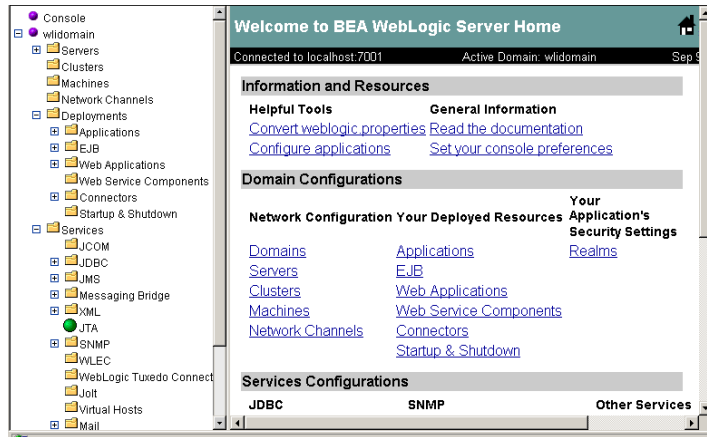 Console
wlidomain
Servers
Clusters
Machines
Network Channels
Deployments
Applications
EJB
Web Applications
Web Service Components
Connectors
Startup & Shutdown
Services
JCOM
JDBC
JMS
Messaging Bridge
XML
JTA
SNMP
WLEC
WebLogic Tuxedo Connect
Jolt
Virtual Hosts
Mail
Welcome to BEA WebLogic Server Home
Connected to localhost:7001 Active Domain: wlidomain Sep 9
Information and Resources
Helpful Tools General Information
Convert weblogic.properties Read the documentation
Configure applications Set your console preferences
Domain Configurations
Network Configuration Your Deployed Resources Your Application's Security Settings
Domains Applications Realms
Servers EJB
Clusters Web Applications
Machines Web Service Components
Network Channels Connectors
Startup & Shutdown
Services Configurations
JDBC SNMP Other Services